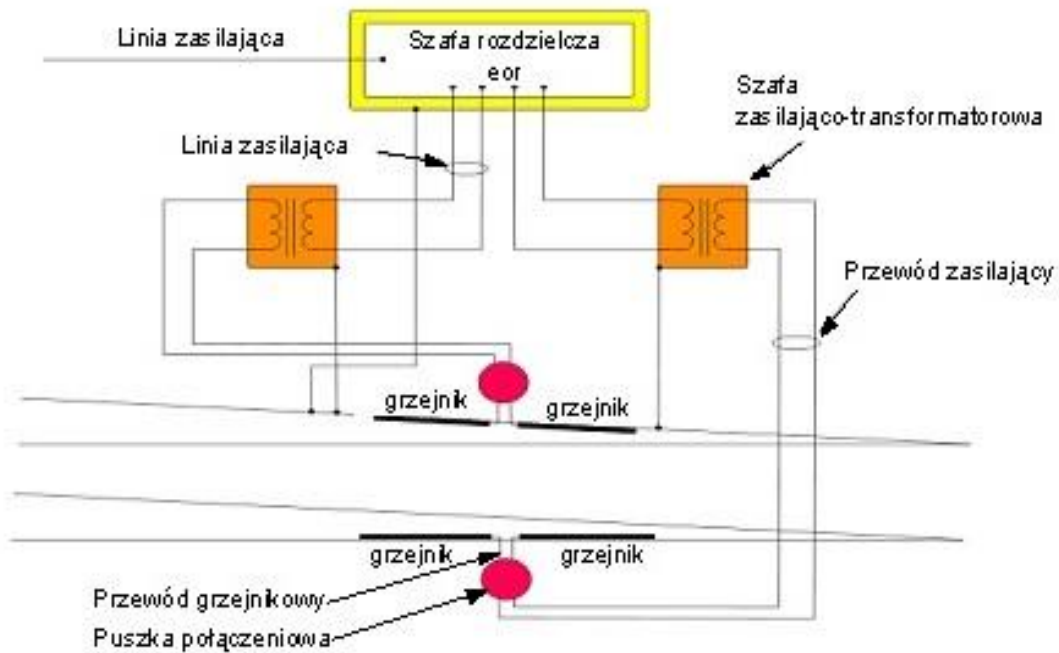 Linia zasilająca
Szafa rozdzielcza
eor
Szafa
zasilająco-transformatorowa
Linia zasilająca
Przewód zasilający
grzejnik
grzejnik
grzejnik
grzejnik
Przewód grzejnikowy
Puszka połączeniowa